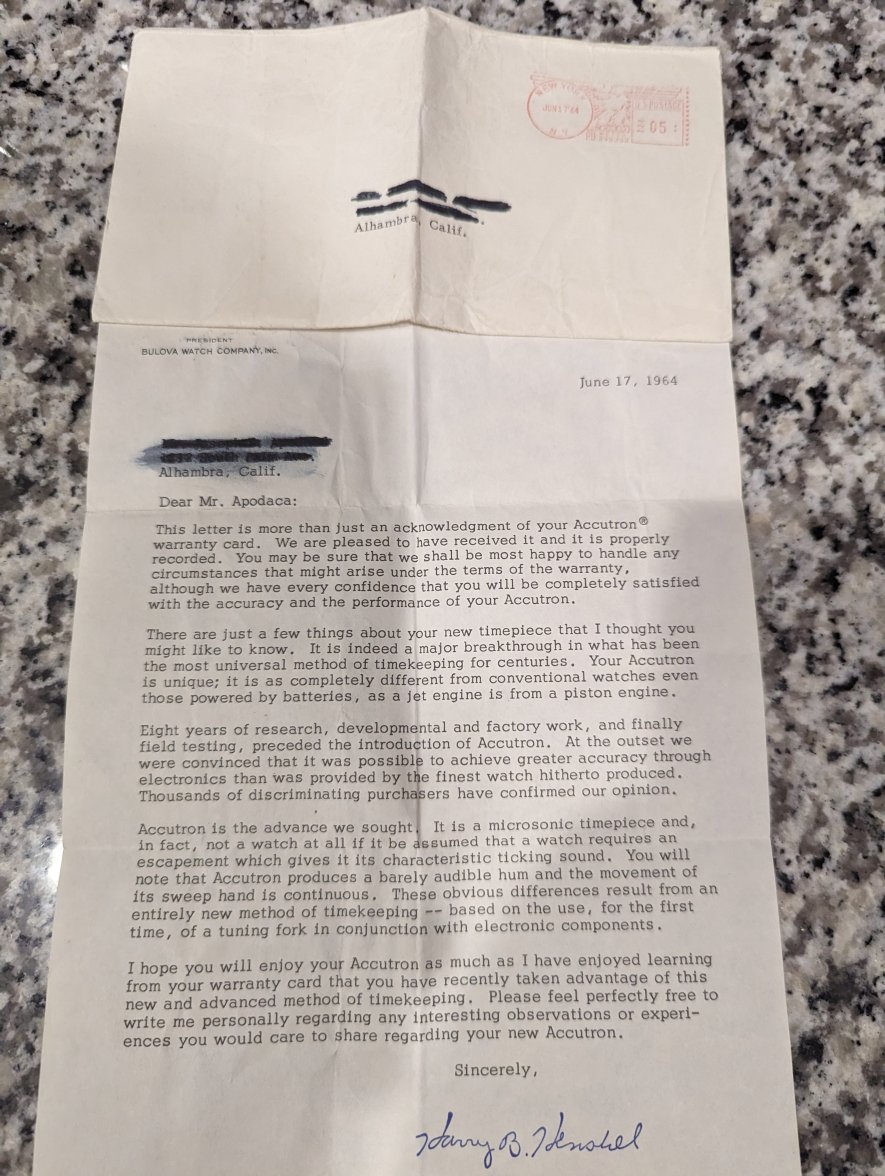 NEW YORK
JUN 17 '64
N.Y.
U.S. POSTAGE
05
Alhambra, Calif.
PRESIDENT
BULOVA WATCH COMPANY, INC.
June 17, 1964
Alhambra, Calif.
Dear Mr. Apodaca:
This letter is more than just an acknowledgment of your Accutron®
warranty card. We are pleased to have received it and it is properly
recorded. You may be sure that we shall be most happy to handle any
circumstances that might arise under the terms of the warranty,
although we have every confidence that you will be completely satisfied
with the accuracy and the performance of your Accutron.
There are just a few things about your new timepiece that I thought you
might like to know. It is indeed a major breakthrough in what has been
the most universal method of timekeeping for centuries. Your Accutron
is unique; it is as completely different from conventional watches even
those powered by batteries, as a jet engine is from a piston engine.
Eight years of research, developmental and factory work, and finally
field testing, preceded the introduction of Accutron. At the outset we
were convinced that it was possible to achieve greater accuracy through
electronics than was provided by the finest watch hitherto produced.
Thousands of discriminating purchasers have confirmed our opinion.
Accutron is the advance we sought. It is a microsonic timepiece and,
in fact, not a watch at all if it be assumed that a watch requires an
escapement which gives it its characteristic ticking sound. You will
note that Accutron produces a barely audible hum and the movement of
its sweep hand is continuous. These obvious differences result from an
entirely new method of timekeeping -- based on the use, for the first
time, of a tuning fork in conjunction with electronic components.
I hope you will enjoy your Accutron as much as I have enjoyed learning
from your warranty card that you have recently taken advantage of this
new and advanced method of timekeeping. Please feel perfectly free to
write me personally regarding any interesting observations or experi-
ences you would care to share regarding your new Accutron.
Sincerely,
Harry B. Henshel